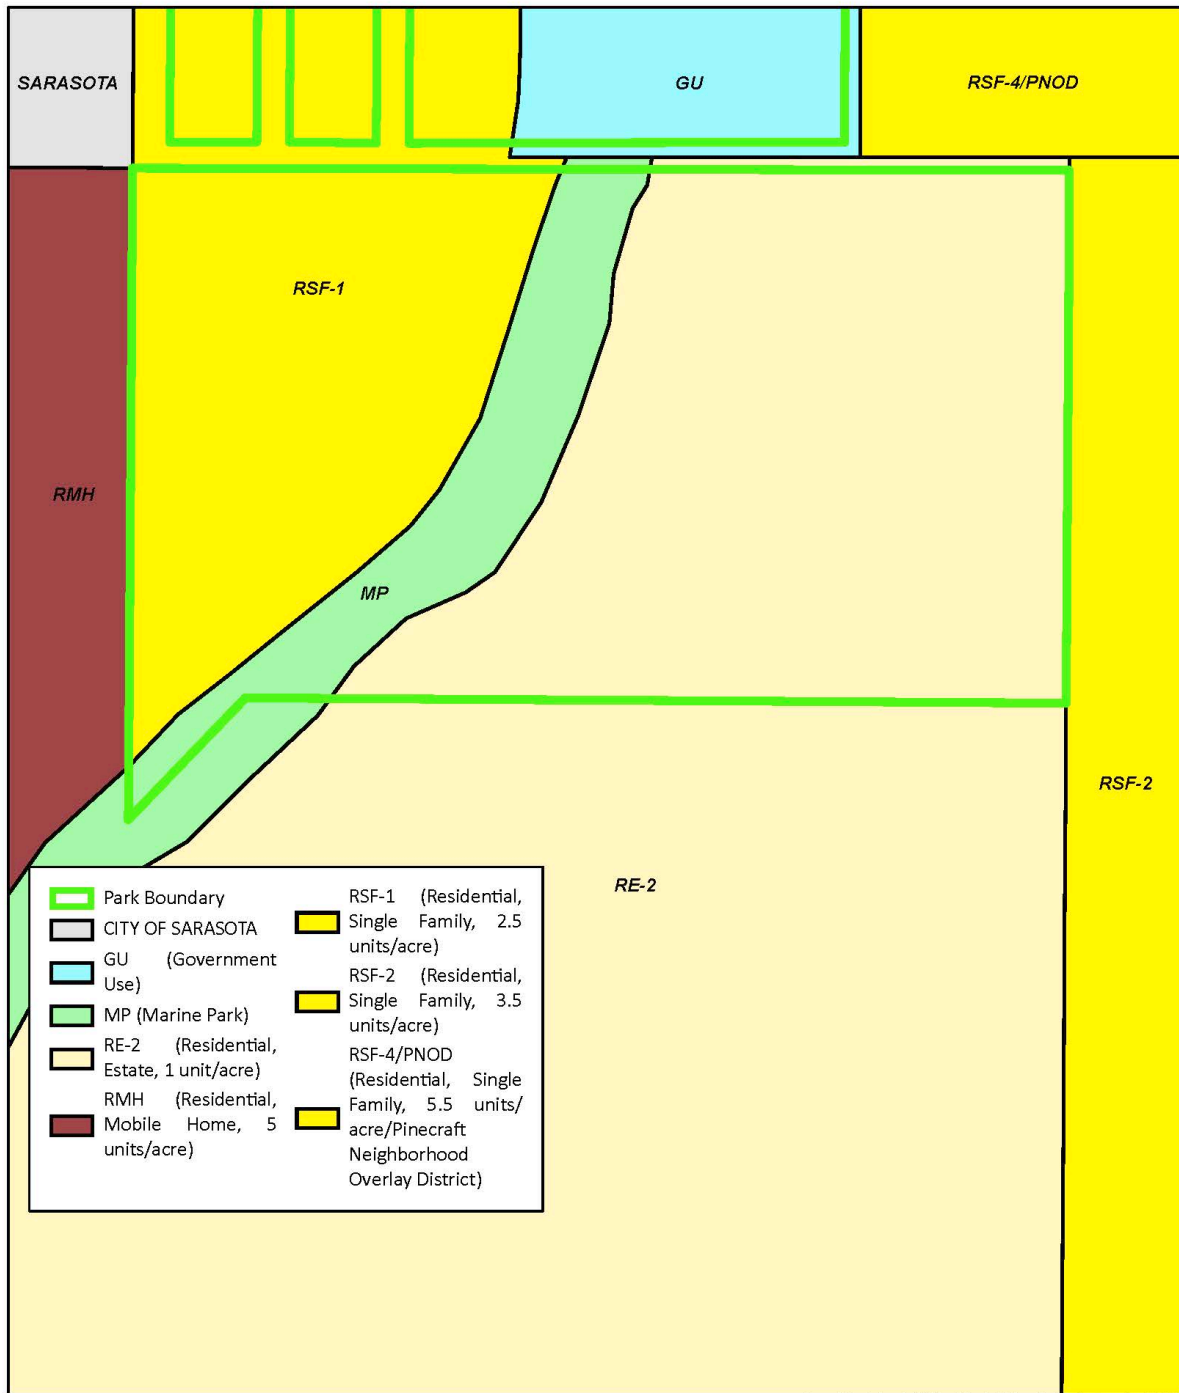 SARASOTA
GU
RSF-4/PNOD
RSF-1
RMH
MP
RSF-2
RE-2
Park Boundary
CITY OF SARASOTA
GU (Government
Use)
MP (Marine Park)
RE-2 (Residential,
Estate, 1 unit/acre)
RMH (Residential,
Mobile Home, 5
units/acre)
RSF-1 (Residential,
Single Family, 2.5
units/acre)
RSF-2 (Residential,
Single Family, 3.5
units/acre)
RSF-4/PNOD
(Residential, Single
Family, 5.5 units/
acre/Pinecraft
Neighborhood
Overlay District)